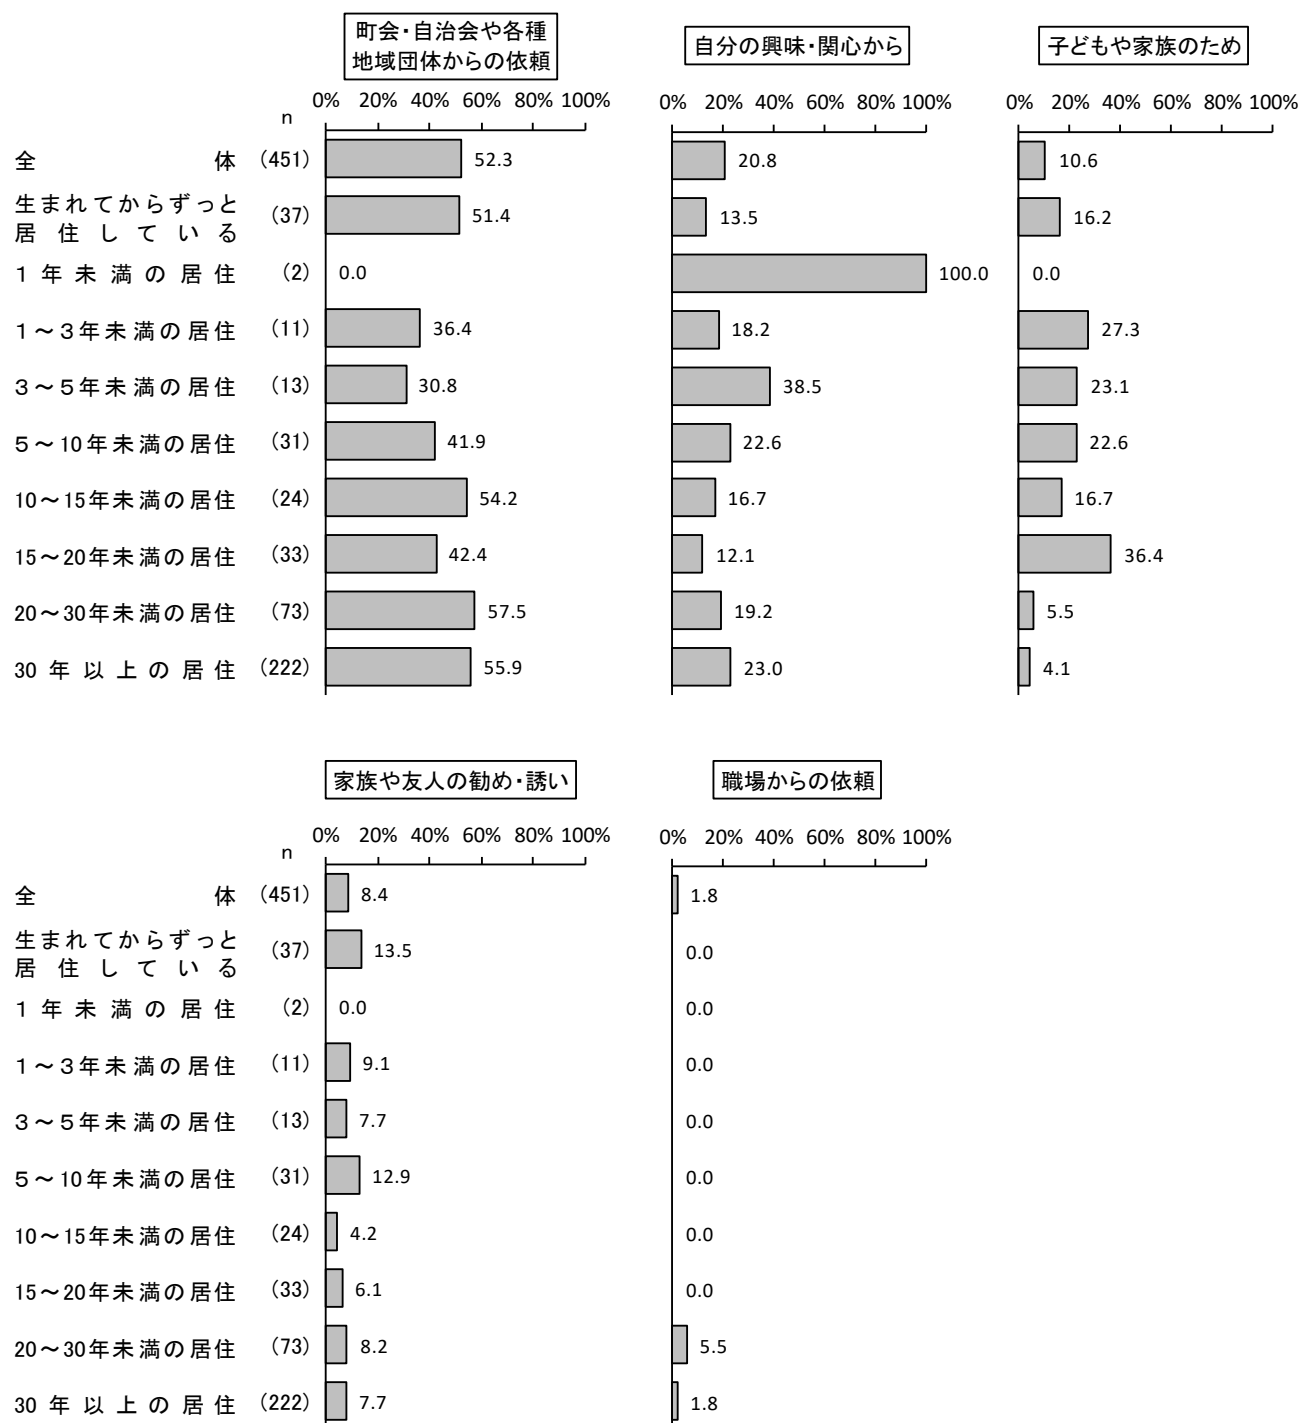 町会・自治会や各種
地域団体からの依頼
自分の興味・関心から
子どもや家族のため
0% 20% 40% 60% 80% 100%
0% 20% 40% 60% 80% 100%
0% 20% 40% 60% 80% 100%
n
全体 (451) 52.3 20.8 10.6
生まれてからずっと
居住している (37) 51.4 13.5 16.2
1年未満の居住 (2) 0.0 100.0 0.0
1～3年未満の居住 (11) 36.4 18.2 27.3
3～5年未満の居住 (13) 30.8 38.5 23.1
5～10年未満の居住 (31) 41.9 22.6 22.6
10～15年未満の居住 (24) 54.2 16.7 16.7
15～20年未満の居住 (33) 42.4 12.1 36.4
20～30年未満の居住 (73) 57.5 19.2 5.5
30年以上の居住 (222) 55.9 23.0 4.1
家族や友人の勧め・誘い
職場からの依頼
0% 20% 40% 60% 80% 100%
0% 20% 40% 60% 80% 100%
n
全体 (451) 8.4 1.8
生まれてからずっと
居住している (37) 13.5 0.0
1年未満の居住 (2) 0.0 0.0
1～3年未満の居住 (11) 9.1 0.0
3～5年未満の居住 (13) 7.7 0.0
5～10年未満の居住 (31) 12.9 0.0
10～15年未満の居住 (24) 4.2 0.0
15～20年未満の居住 (33) 6.1 0.0
20～30年未満の居住 (73) 8.2 5.5
30年以上の居住 (222) 7.7 1.8